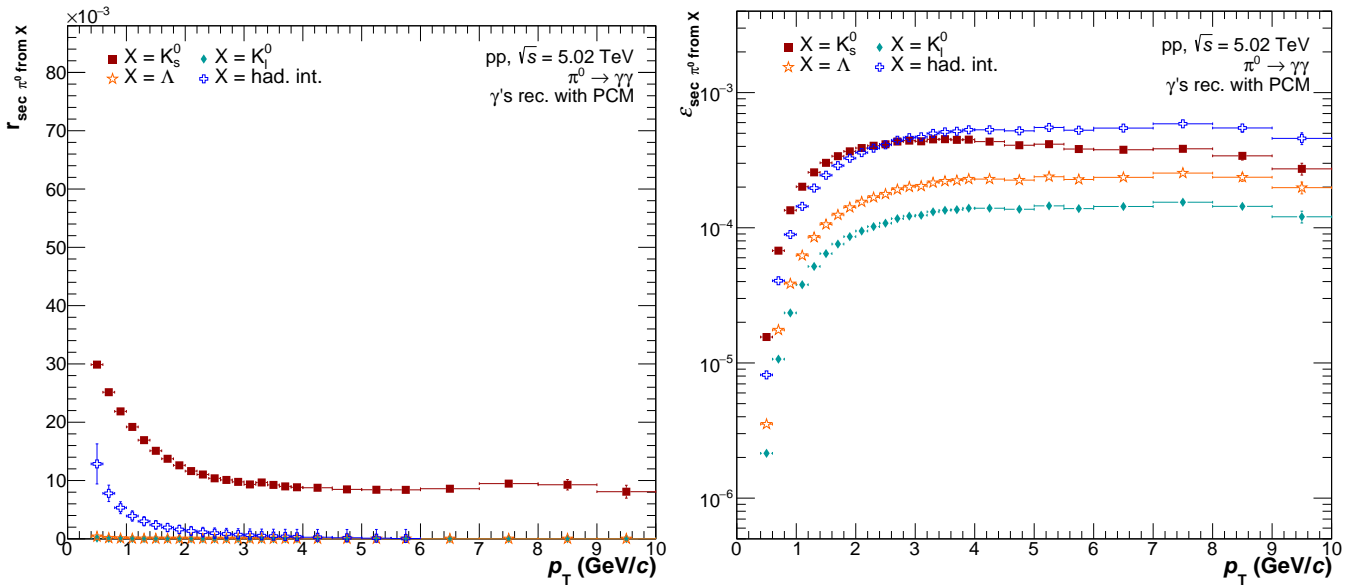 ×10⁻³
r sec π⁰ from X
X = K⁰ₛ X = K⁰ₗ
X = Λ X = had. int.
pp, √s = 5.02 TeV
π⁰ → γγ
γ's rec. with PCM
80
70
60
50
40
30
20
10
0
0 1 2 3 4 5 6 7 8 9 10
p_T (GeV/c)
ε sec π⁰ from X
X = K⁰ₛ X = K⁰ₗ
X = Λ X = had. int.
pp, √s = 5.02 TeV
π⁰ → γγ
γ's rec. with PCM
10⁻³
10⁻⁴
10⁻⁵
10⁻⁶
0 1 2 3 4 5 6 7 8 9 10
p_T (GeV/c)